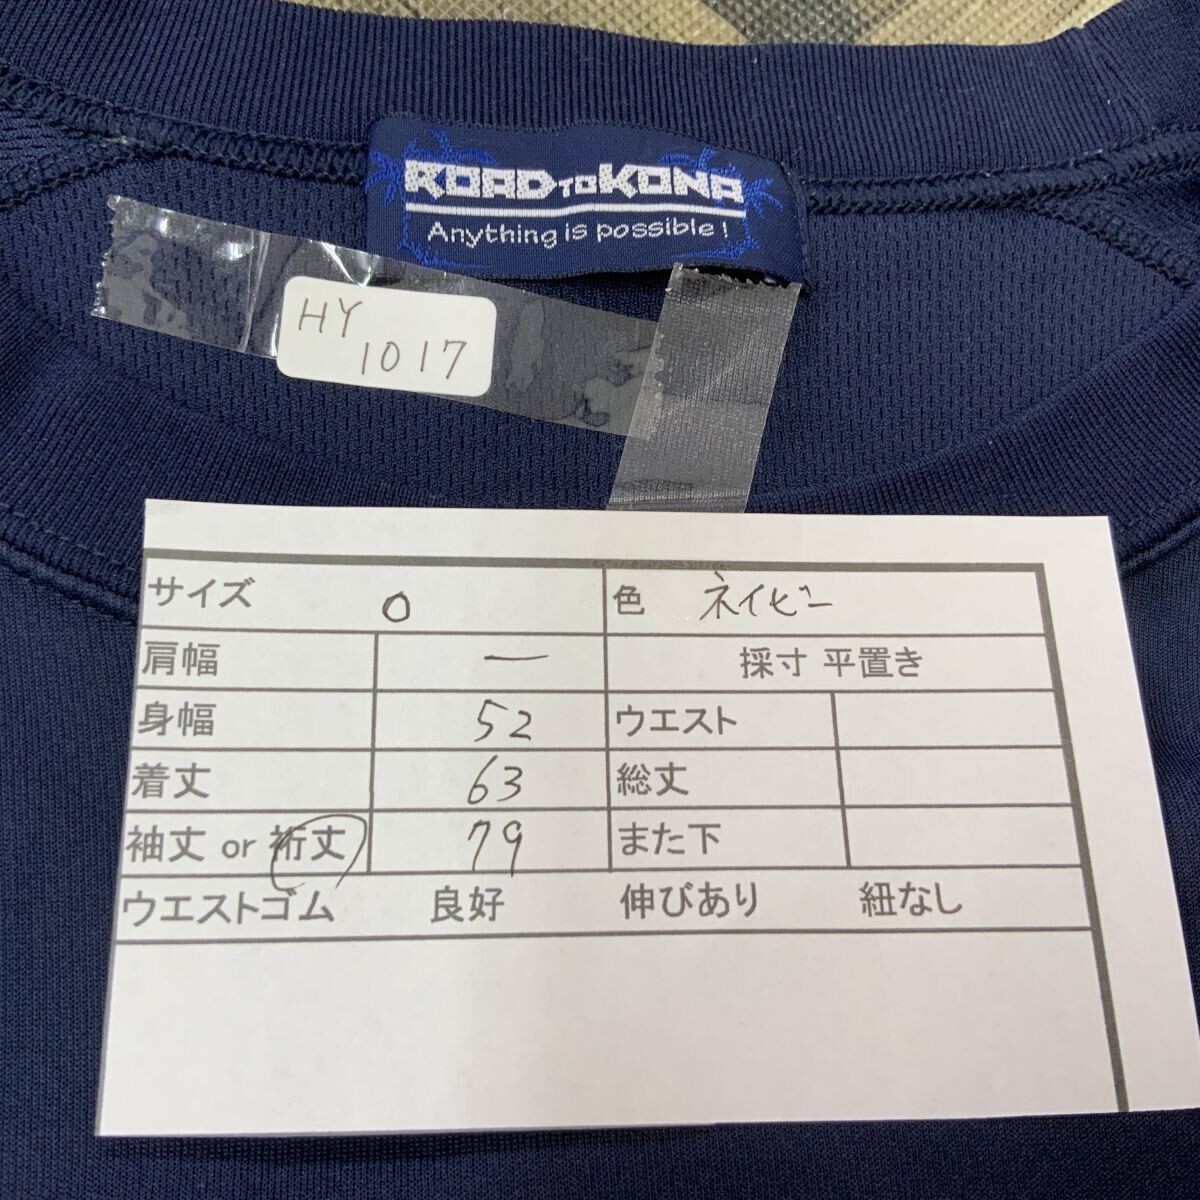 ROAD TO KONA
Anything is possible!
HY
1017
サイズ O 色 ネイビー
肩幅 ー 採寸 平置き
身幅 52 ウエスト
着丈 63 総丈
袖丈 or 裄丈 79 また下
ウエストゴム 良好 伸びあり 紐なし